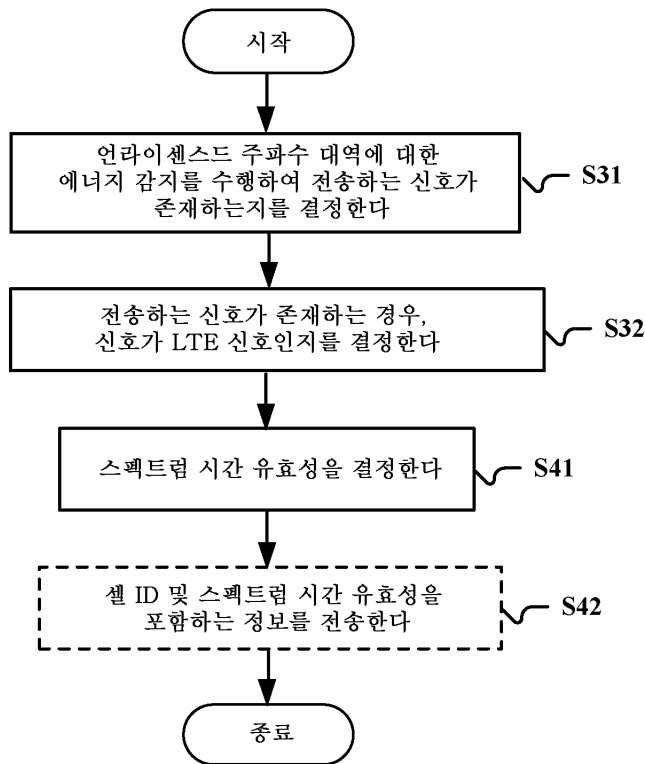 시작
언라이센스드 주파수 대역에 대한
에너지 감지를 수행하여 전송하는 신호가
존재하는지를 결정한다
S31
전송하는 신호가 존재하는 경우,
신호가 LTE 신호인지를 결정한다
S32
스펙트럼 시간 유효성을 결정한다
S41
셀 ID 및 스펙트럼 시간 유효성을
포함하는 정보를 전송한다
S42
종료